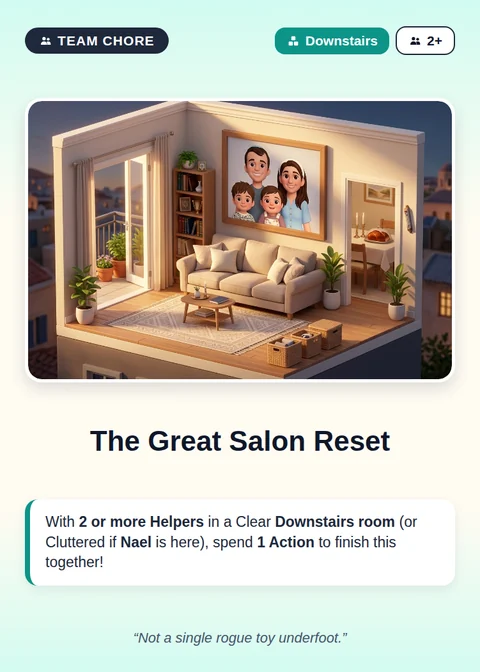 TEAM CHORE
Downstairs
2+
The Great Salon Reset
With 2 or more Helpers in a Clear Downstairs room (or
Cluttered if Nael is here), spend 1 Action to finish this
together!
“Not a single rogue toy underfoot.”